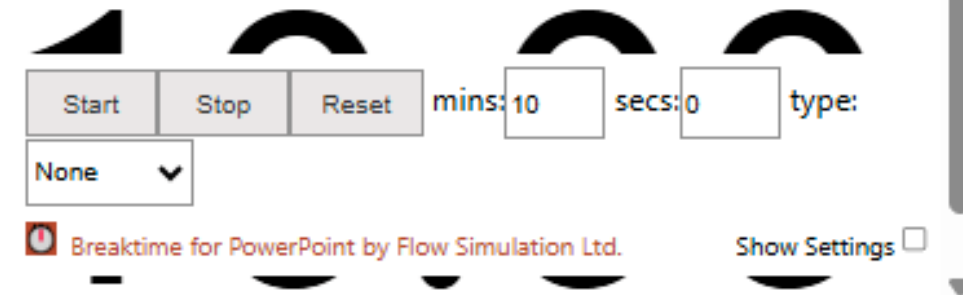 Start Stop Reset mins: 10 secs: 0 type:
None
Breaktime for PowerPoint by Flow Simulation Ltd. Show Settings